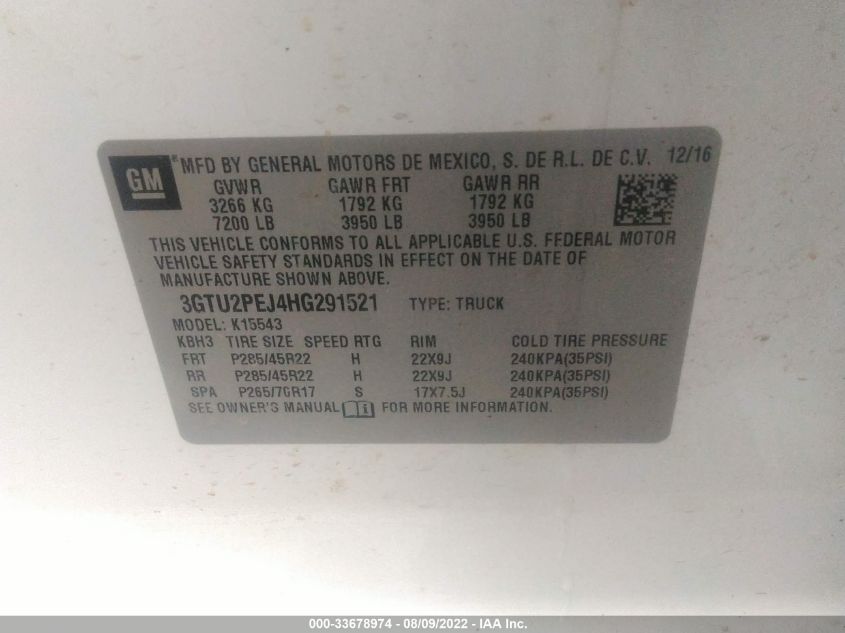 GM ® MFD BY GENERAL MOTORS DE MEXICO, S. DE R.L. DE C.V. 12/16
GVWR GAWR FRT GAWR RR
3266 KG 1792 KG 1792 KG
7200 LB 3950 LB 3950 LB
THIS VEHICLE CONFORMS TO ALL APPLICABLE U.S. FEDERAL MOTOR
VEHICLE SAFETY STANDARDS IN EFFECT ON THE DATE OF
MANUFACTURE SHOWN ABOVE.
3GTU2PEJ4HG291521 TYPE: TRUCK
MODEL: K15543
KBH3 TIRE SIZE SPEED RTG RIM COLD TIRE PRESSURE
FRT P285/45R22 H 22X9J 240KPA(35PSI)
RR P285/45R22 H 22X9J 240KPA(35PSI)
SPA P265/70R17 S 17X7.5J 240KPA(35PSI)
SEE OWNER'S MANUAL i FOR MORE INFORMATION.
000-33678974 - 08/09/2022 - IAA Inc.